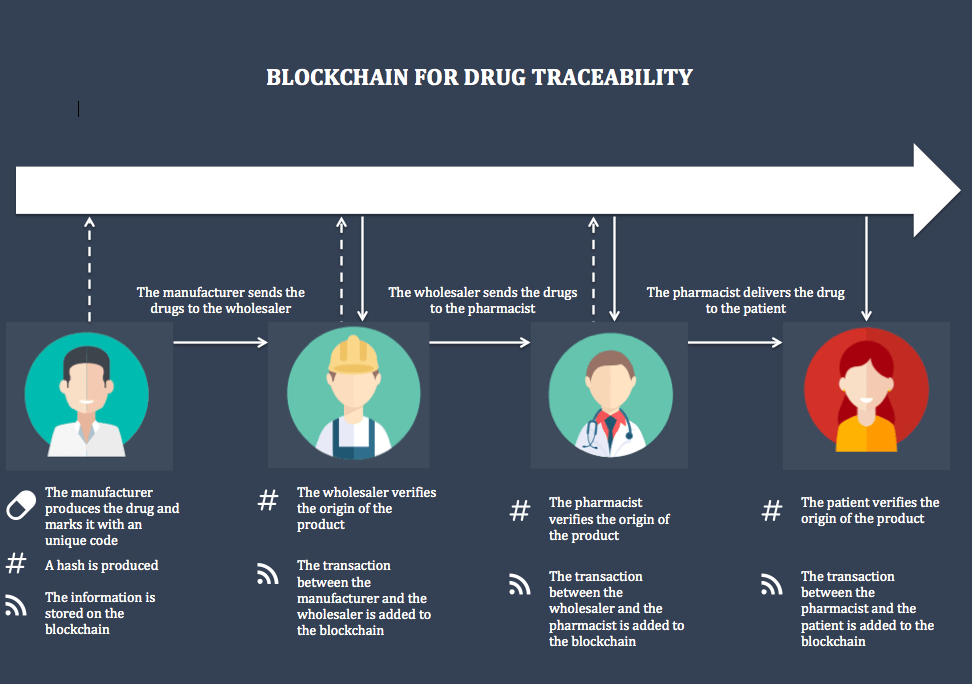 BLOCKCHAIN FOR DRUG TRACEABILITY
The manufacturer sends the
drugs to the wholesaler
The wholesaler sends the drugs
to the pharmacist
The pharmacist delivers the drug
to the patient
The manufacturer
produces the drug and
marks it with an
unique code
# A hash is produced
The information is
stored on the
blockchain
# The wholesaler verifies
the origin of the
product
The transaction
between the
manufacturer and the
wholesaler is added to
the blockchain
# The pharmacist
verifies the origin of
the product
The transaction
between the
wholesaler and the
pharmacist is added to
the blockchain
# The patient verifies the
origin of the product
The transaction
between the
pharmacist and the
patient is added to the
blockchain